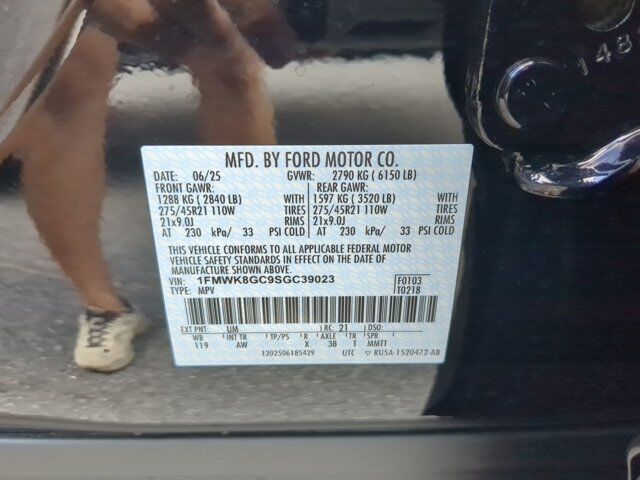 148
MFD. BY FORD MOTOR CO.
DATE: 06/25 GVWR: 2790 KG ( 6150 LB)
FRONT GAWR: REAR GAWR:
1288 KG ( 2840 LB) WITH 1597 KG ( 3520 LB) WITH
275/45R21 110W TIRES 275/45R21 110W TIRES
21x9.0J RIMS 21x9.0J RIMS
AT 230 kPa/ 33 PSI COLD AT 230 kPa/ 33 PSI COLD
THIS VEHICLE CONFORMS TO ALL APPLICABLE FEDERAL MOTOR
VEHICLE SAFETY STANDARDS IN EFFECT ON THE DATE OF
MANUFACTURE SHOWN ABOVE.
VIN: 1FMWK8GC9SGC39023 F0103
TYPE: MPV T0218
EXT PNT: UM RC: 21 DSO:
WB INT TR TP/PS R AXLE TR SPR
119 AW X 38 T MMTT
1202506185429 UTC RU5A-1520472-AB